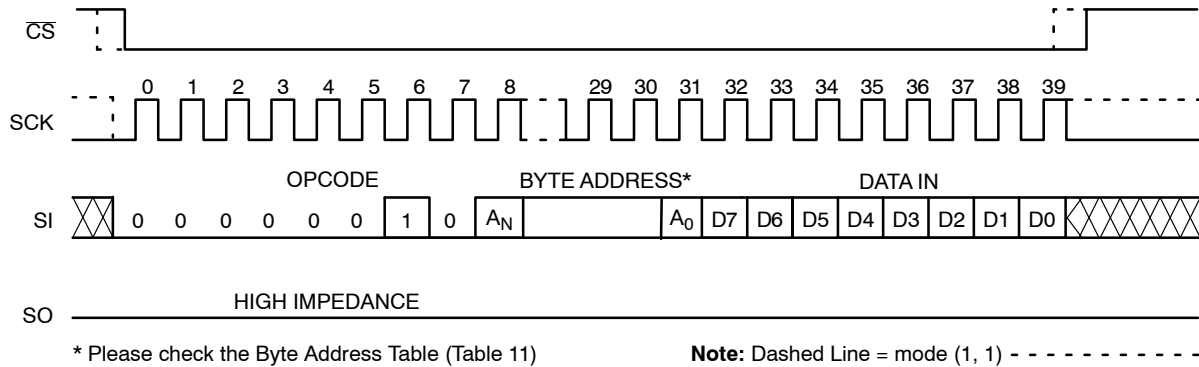 C̅S̅
0 1 2 3 4 5 6 7 8 29 30 31 32 33 34 35 36 37 38 39
SCK
OPCODE BYTE ADDRESS* DATA IN
SI 0 0 0 0 0 0 1 0 Aₙ A₀ D7 D6 D5 D4 D3 D2 D1 D0
HIGH IMPEDANCE
SO
* Please check the Byte Address Table (Table 11) Note: Dashed Line = mode (1, 1)